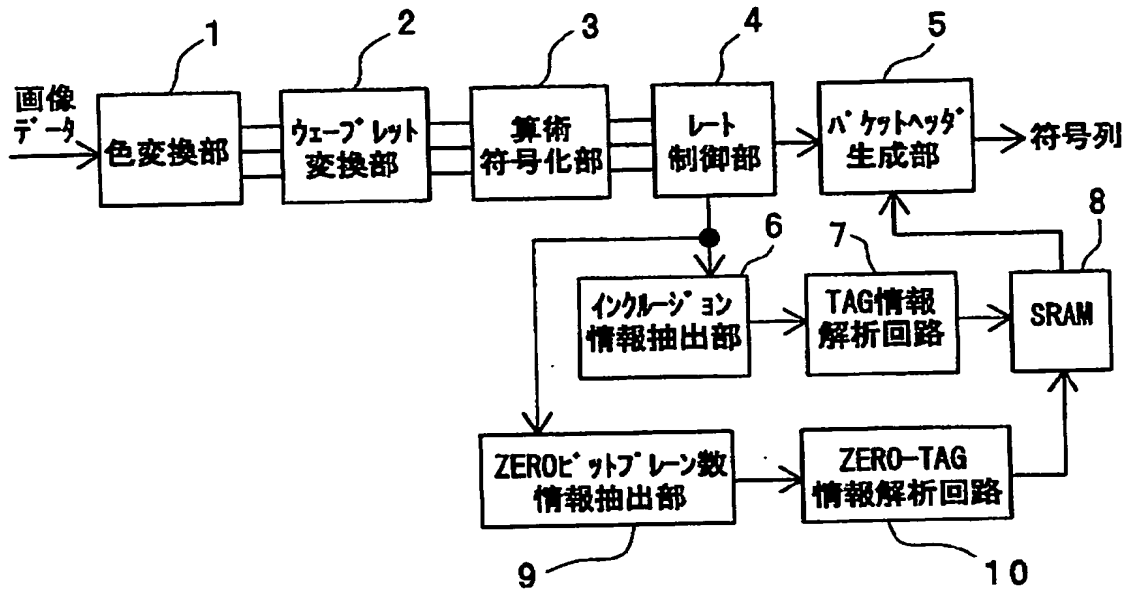 1
2
3
4
5
画像
データ
色変換部
ウェーブレット
変換部
算術
符号化部
レート
制御部
パケットヘッダ
生成部
符号列
6
7
8
インクルージョン
情報抽出部
TAG情報
解析回路
SRAM
ZEROビットプレーン数
情報抽出部
ZERO-TAG
情報解析回路
9
10